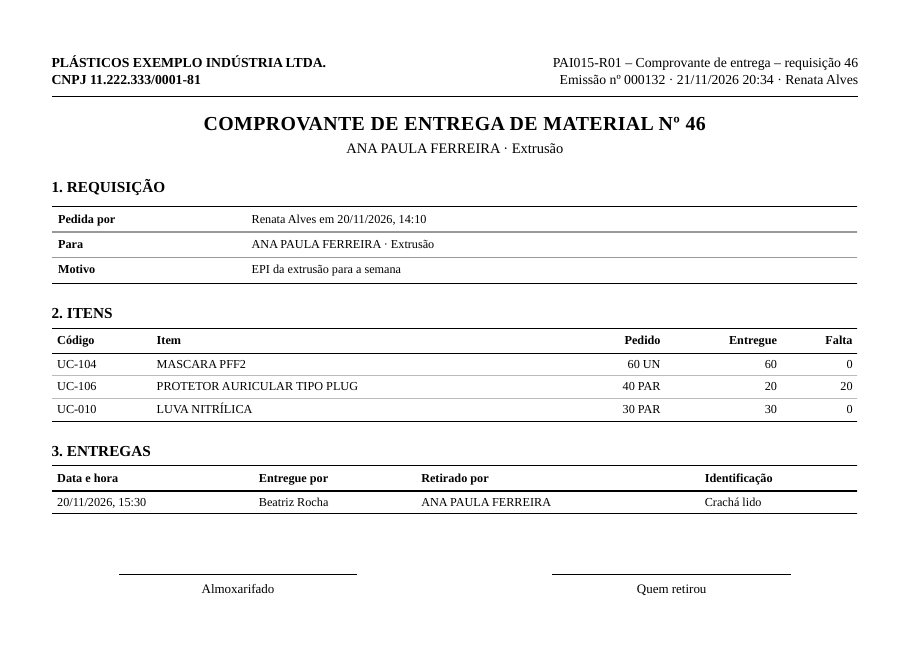 PLÁSTICOS EXEMPLO INDÚSTRIA LTDA.
CNPJ 11.222.333/0001-81
PAI015-R01 – Comprovante de entrega – requisição 46
Emissão nº 000132 · 21/11/2026 20:34 · Renata Alves
COMPROVANTE DE ENTREGA DE MATERIAL Nº 46
ANA PAULA FERREIRA · Extrusão
1. REQUISIÇÃO
Pedida por Renata Alves em 20/11/2026, 14:10
Para ANA PAULA FERREIRA · Extrusão
Motivo EPI da extrusão para a semana
2. ITENS
Código Item Pedido Entregue Falta
UC-104 MASCARA PFF2 60 UN 60 0
UC-106 PROTETOR AURICULAR TIPO PLUG 40 PAR 20 20
UC-010 LUVA NITRÍLICA 30 PAR 30 0
3. ENTREGAS
Data e hora Entregue por Retirado por Identificação
20/11/2026, 15:30 Beatriz Rocha ANA PAULA FERREIRA Crachá lido
Almoxarifado Quem retirou